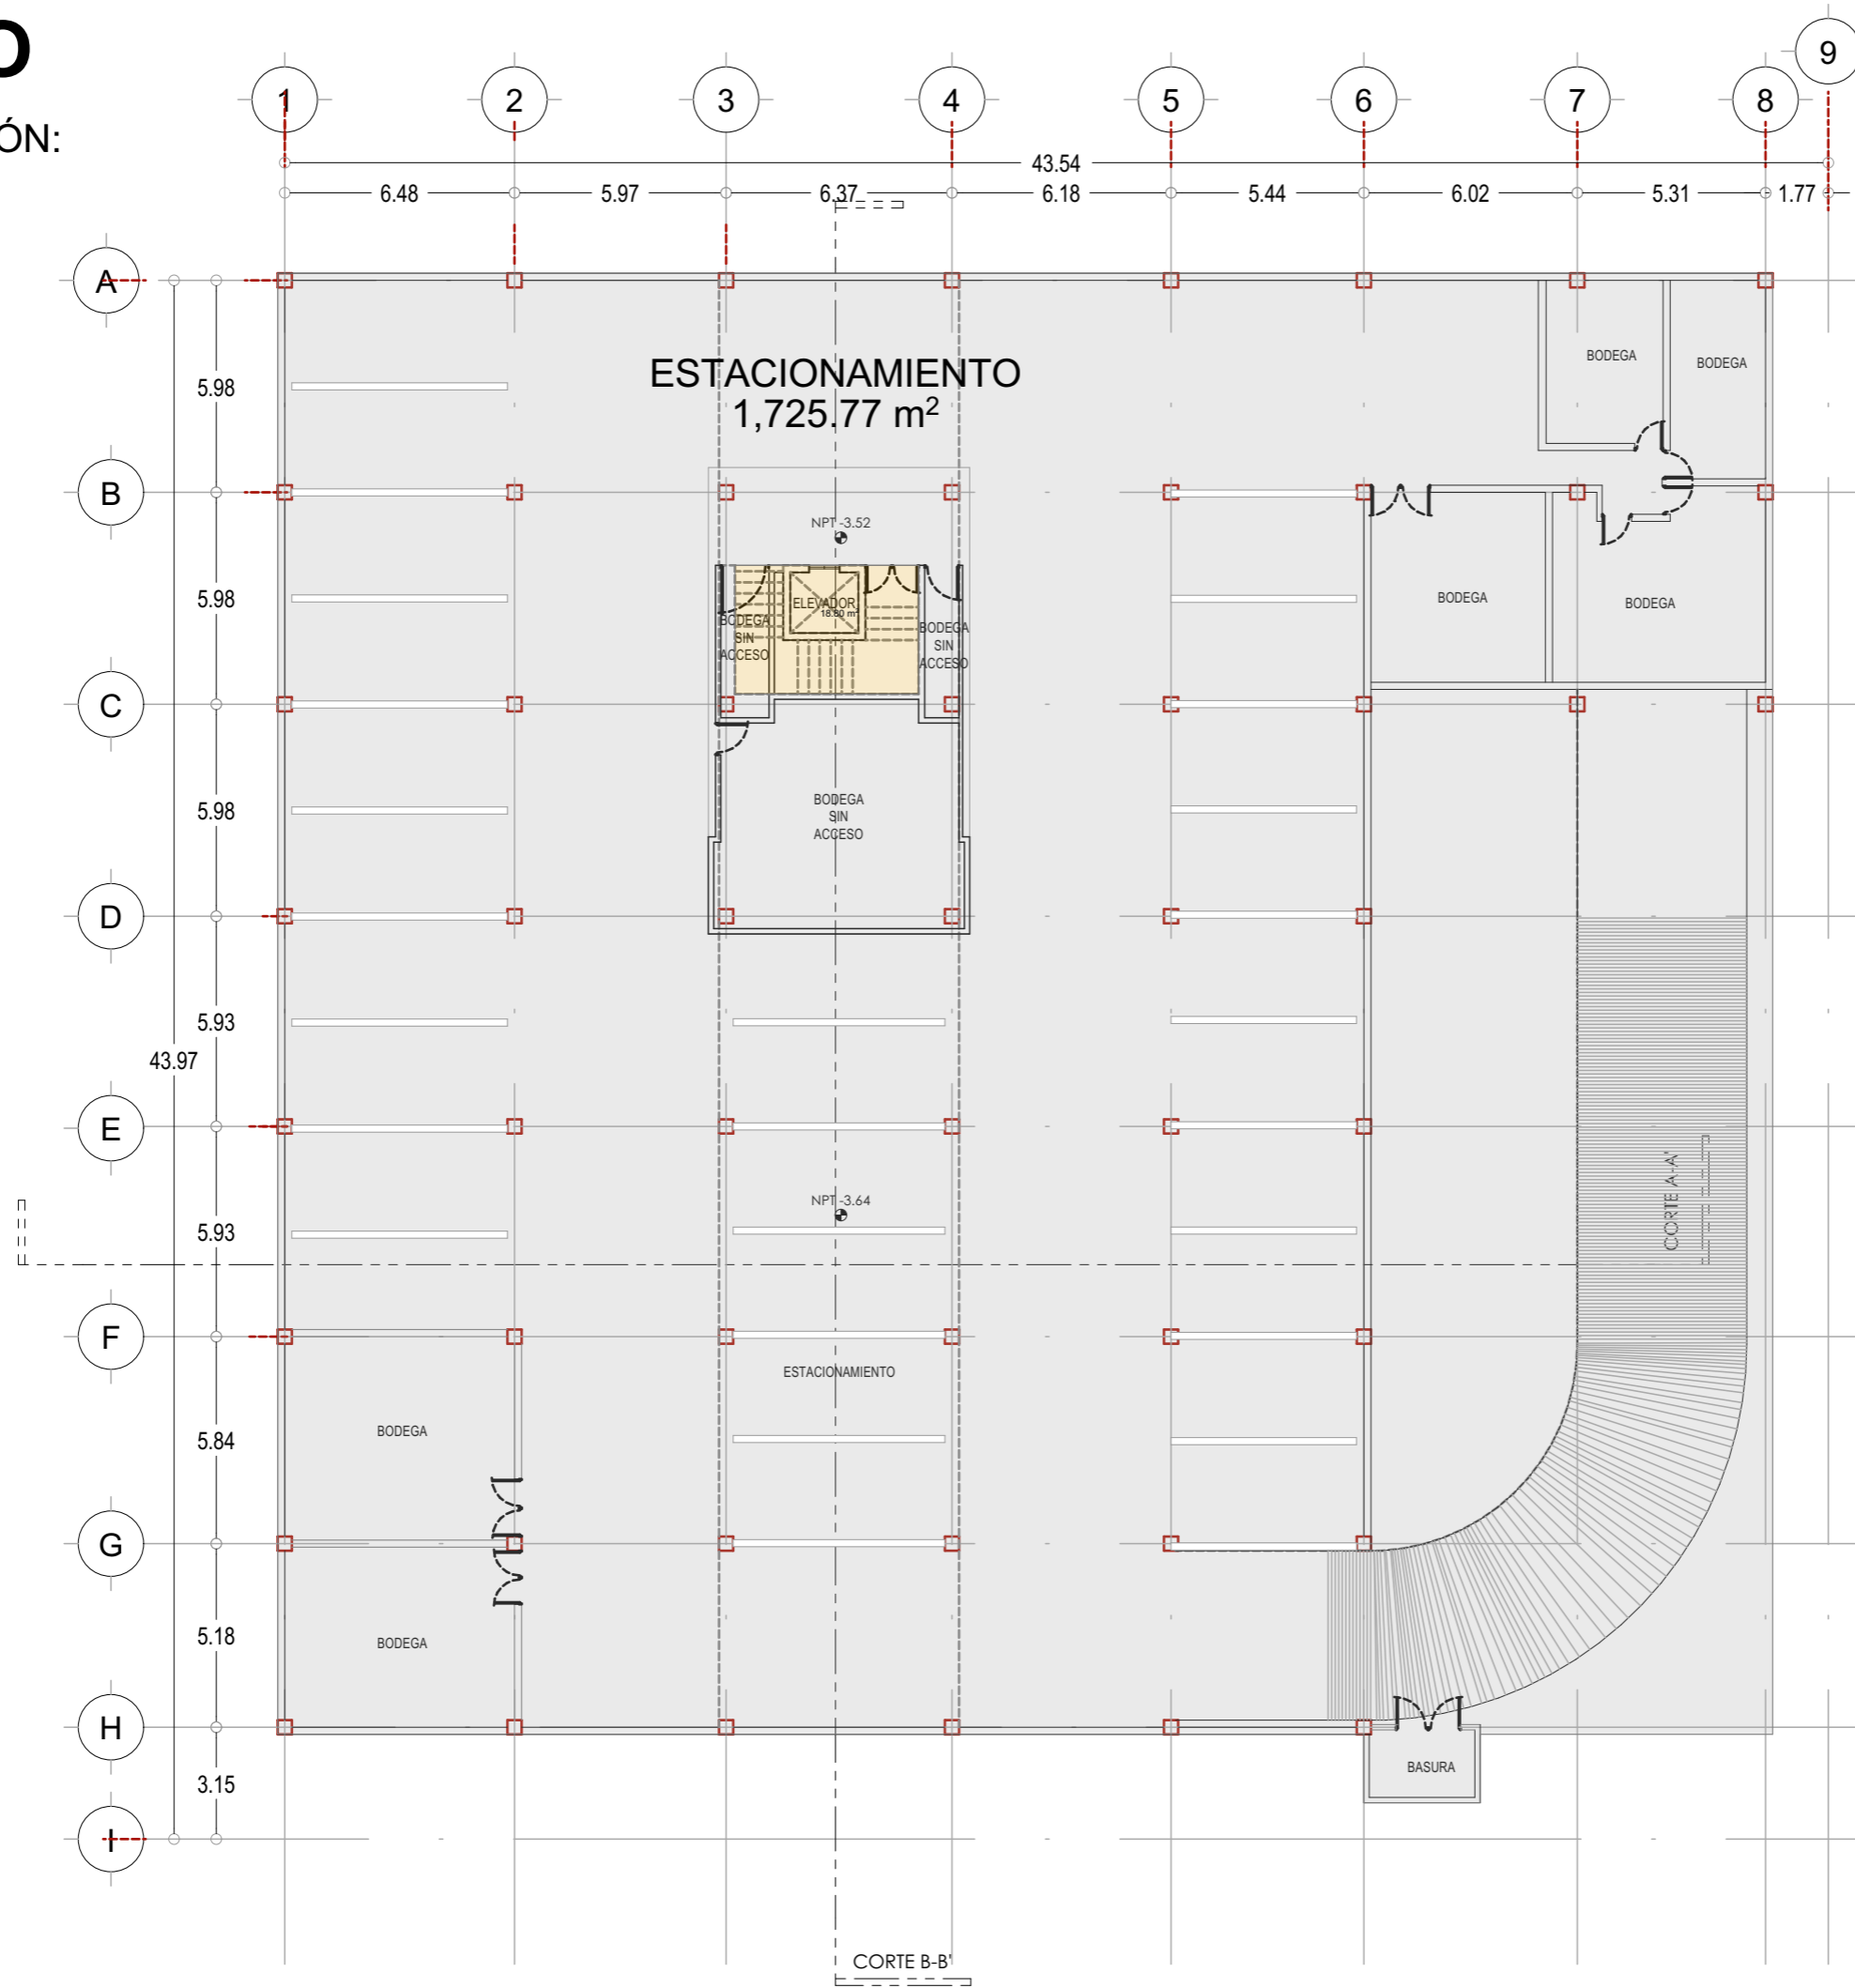 O
ÓN:
1
2
3
4
5
6
7
8
9
43.54
6.48
5.97
6.37
6.18
5.44
6.02
5.31
1.77
A
B
C
D
E
F
G
H
I
5.98
5.98
5.98
5.93
43.97
5.93
5.84
5.18
3.15
ESTACIONAMIENTO
1,725.77 m²
BODEGA
BODEGA
NPT -3.52
ELEVADOR
18.80 m²
BODEGA
SIN
ACCESO
BODEGA
SIN
ACCESO
BODEGA
BODEGA
BODEGA
SIN
ACCESO
NPT -3.64
CORTE A-A'
ESTACIONAMIENTO
BODEGA
BODEGA
BASURA
CORTE B-B'